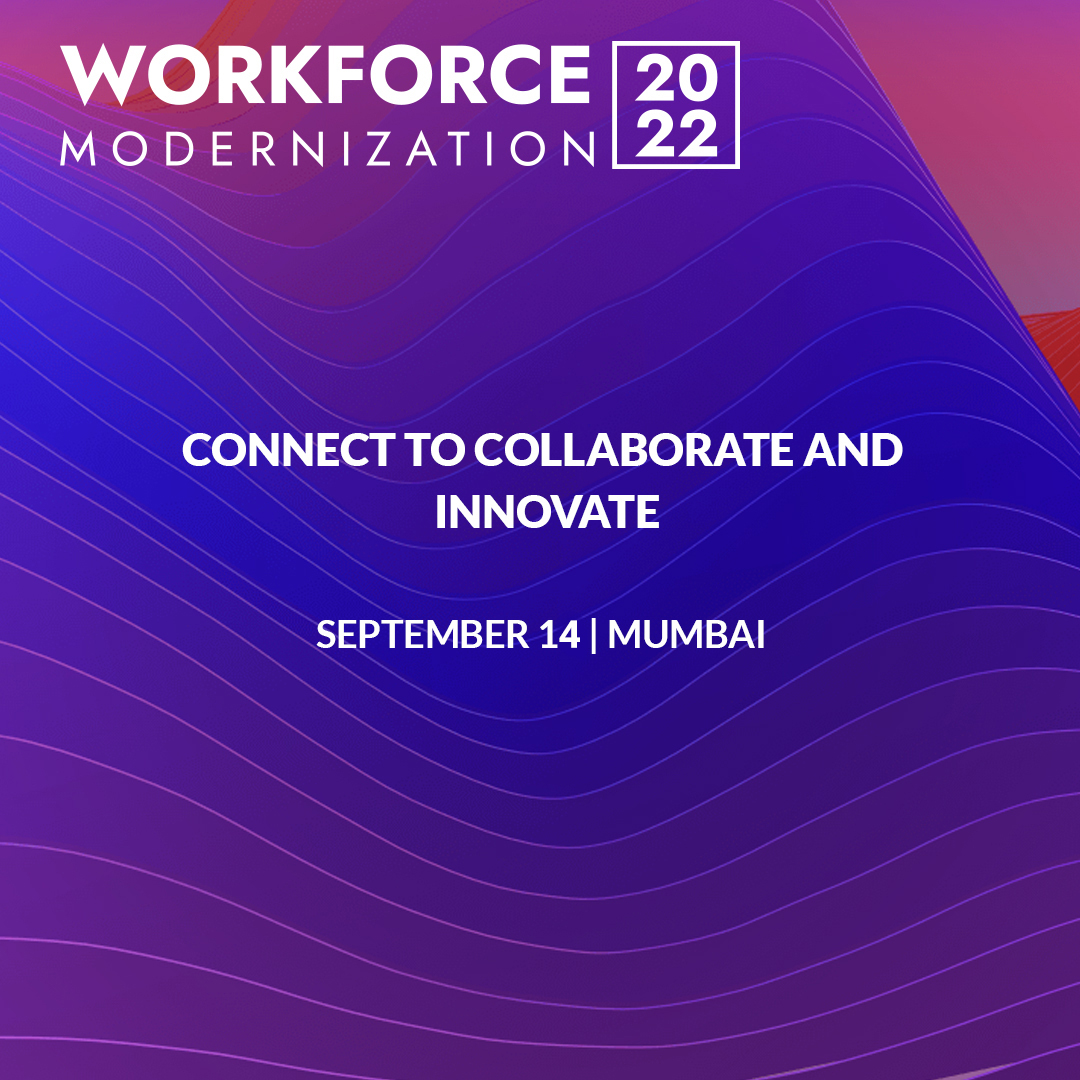 WORKFORCE
MODERNIZATION
20
22
CONNECT TO COLLABORATE AND
INNOVATE
SEPTEMBER 14 | MUMBAI